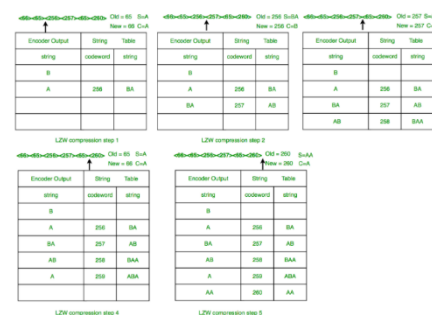 <66><65><256><257><65><260> Old = 65 S=A
New = 66 C=A
Encoder Output String Table
string codeword string
B
A 256 BA
LZW compression step 1
<66><65><256><257><65><260> Old = 256 S=BA
New = 256 C=B
Encoder Output String Table
string codeword string
B
A 256 BA
BA 257 AB
LZW compression step 2
<66><65><256><257><65><260> Old = 257 S=
New = 257 C=
Encoder Output String Table
string codeword string
B
A 256 BA
BA 257 AB
AB 258 BAA
<66><65><256><257><65><260> Old = 65 S=A
New = 66 C=A
Encoder Output String Table
string codeword string
B
A 256 BA
BA 257 AB
AB 258 BAA
A 259 ABA
LZW compression step 4
<66><65><256><257><65><260> Old = 260 S=AA
New = 260 C=A
Encoder Output String Table
string codeword string
B
A 256 BA
BA 257 AB
AB 258 BAA
A 259 ABA
AA 260 AA
LZW compression step 5